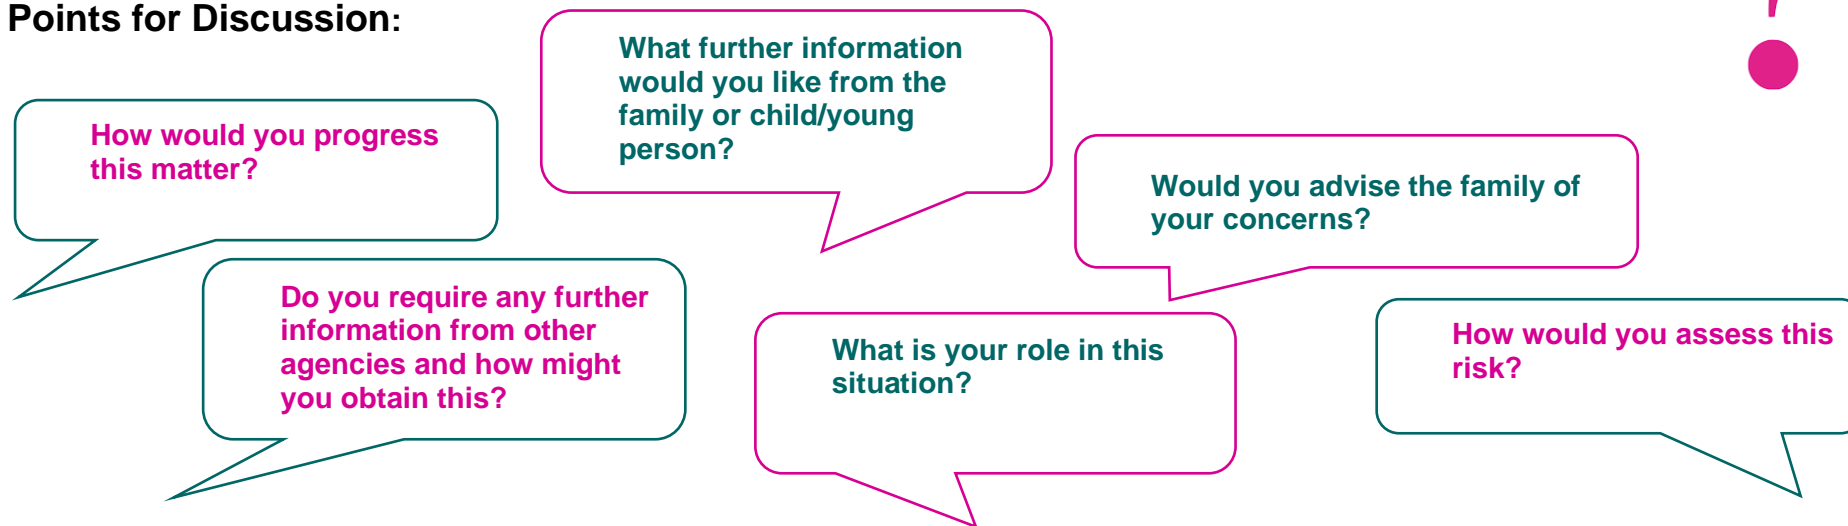 Points for Discussion:
How would you progress
this matter?
What further information
would you like from the
family or child/young
person?
Would you advise the family of
your concerns?
Do you require any further
information from other
agencies and how might
you obtain this?
What is your role in this
situation?
How would you assess this
risk?